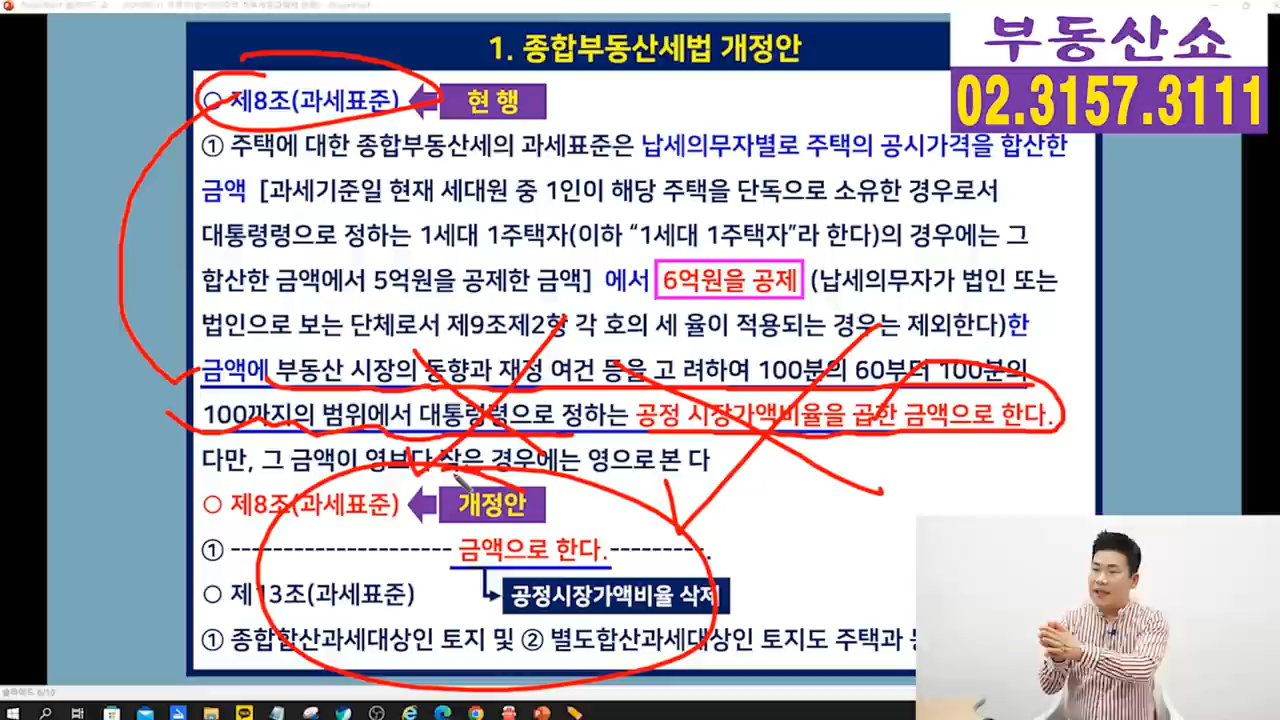 부동산쇼
02.3157.3111
1. 종합부동산세법 개정안
○ 제8조(과세표준) 현 행
① 주택에 대한 종합부동산세의 과세표준은 납세의무자별로 주택의 공시가격을 합산한
금액 [과세기준일 현재 세대원 중 1인이 해당 주택을 단독으로 소유한 경우로서
대통령령으로 정하는 1세대 1주택자(이하 “1세대 1주택자”라 한다)의 경우에는 그
합산한 금액에서 5억원을 공제한 금액] 에서 6억원을 공제 (납세의무자가 법인 또는
법인으로 보는 단체로서 제9조제2항 각 호의 세 율이 적용되는 경우는 제외한다)한
금액에 부동산 시장의 동향과 재정 여건 등을 고 려하여 100분의 60부터 100분의
100까지의 범위에서 대통령령으로 정하는 공정 시장가액비율을 곱한 금액으로 한다.
다만, 그 금액이 영보다 작은 경우에는 영으로 본 다
○ 제8조(과세표준) 개정안
① ---------------------- 금액으로 한다.----------.
○ 제13조(과세표준) 공정시장가액비율 삭제
① 종합합산과세대상인 토지 및 ② 별도합산과세대상인 토지도 주택과